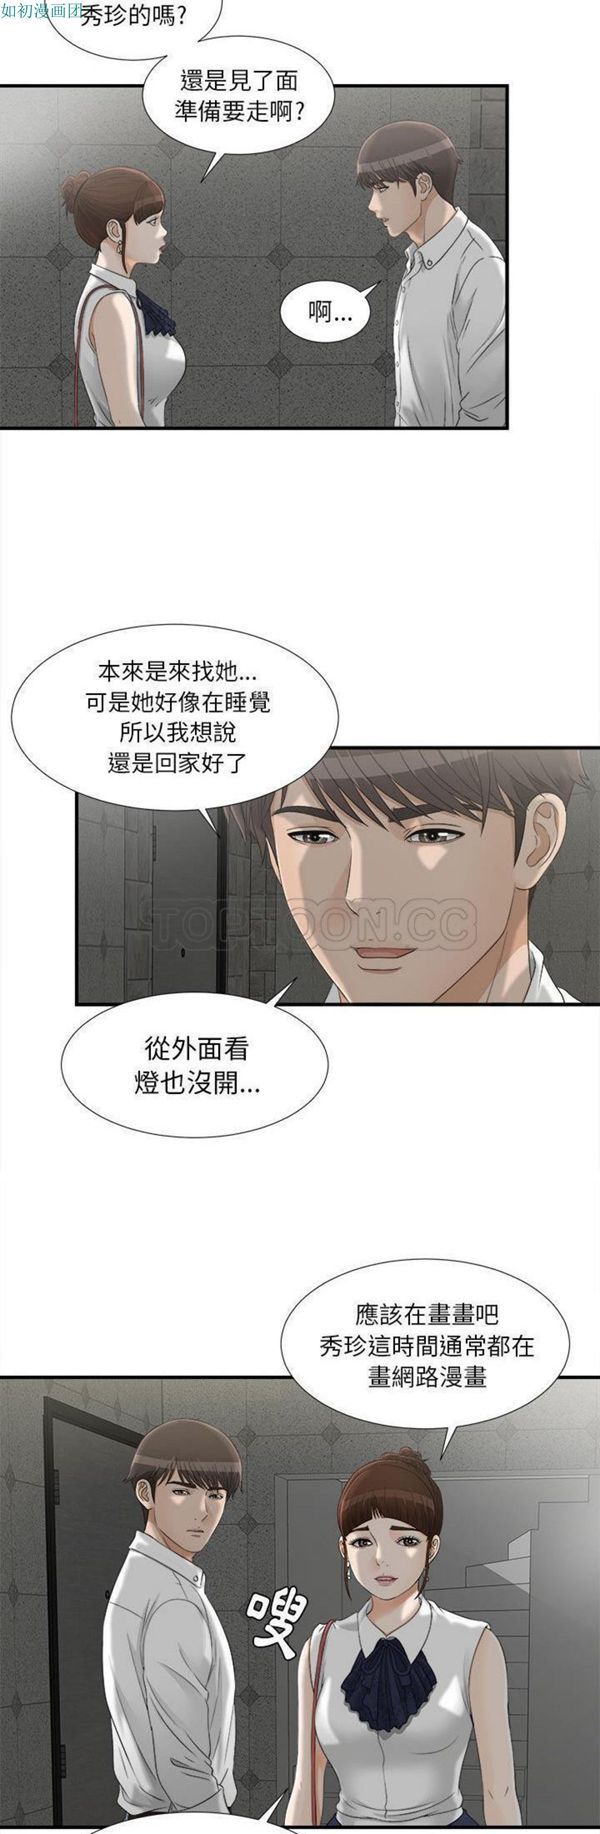 如初漫画团
秀珍的嗎?
還是見了面
準備要走啊?
啊...
本來是來找她...
可是她好像在睡覺
所以我想說
還是回家好了
TOPTOON.CC
從外面看
燈也沒開...
應該在畫畫吧
秀珍這時間通常都在
畫網路漫畫
嗖